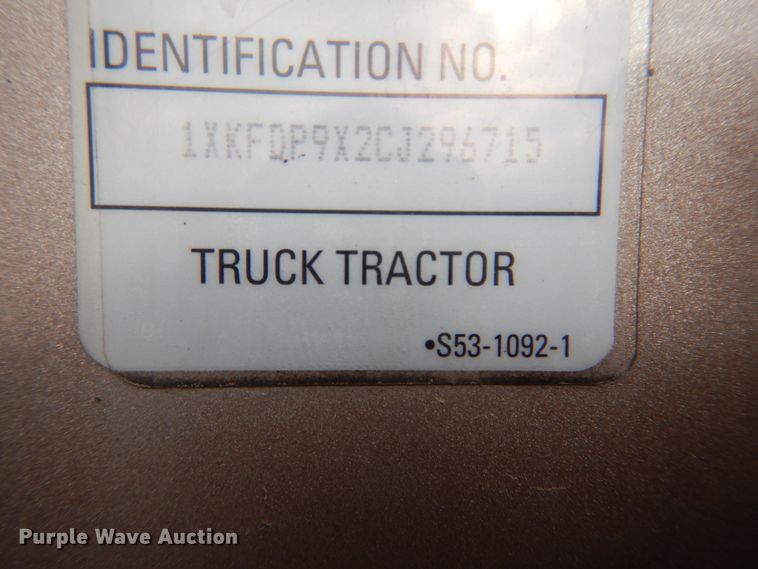 IDENTIFICATION NO.
1XKFDP9X2CJ296715
TRUCK TRACTOR
•S53-1092-1
Purple Wave Auction